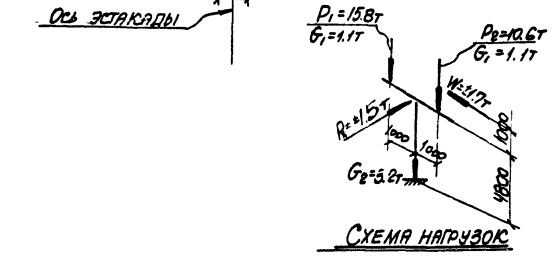 Ось эстакады
P₁=15.8т
G₁=1.1т
P₂=10.6т
G₁=1.1т
W=±1.7т
R=±1.5т
1000
1000
1000
4800
G₂=5.2т
Схема нагрузок